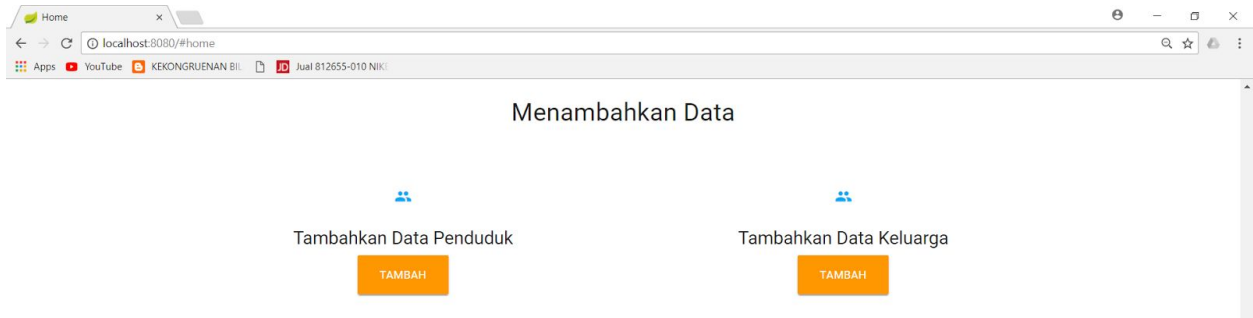 Home
localhost:8080/#home
Apps YouTube KEKONGRUENAN BIL Jual 812655-010 NIK
Menambahkan Data
Tambahkan Data Penduduk Tambahkan Data Keluarga
TAMBAH TAMBAH